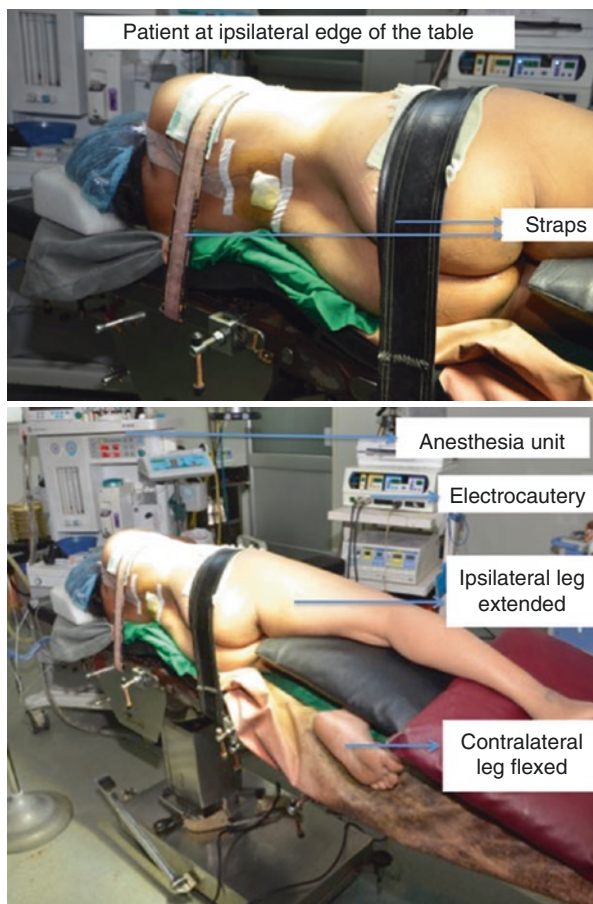 Patient at ipsilateral edge of the table
Straps
Anesthesia unit
Electrocautery
Ipsilateral leg
extended
Contralateral
leg flexed